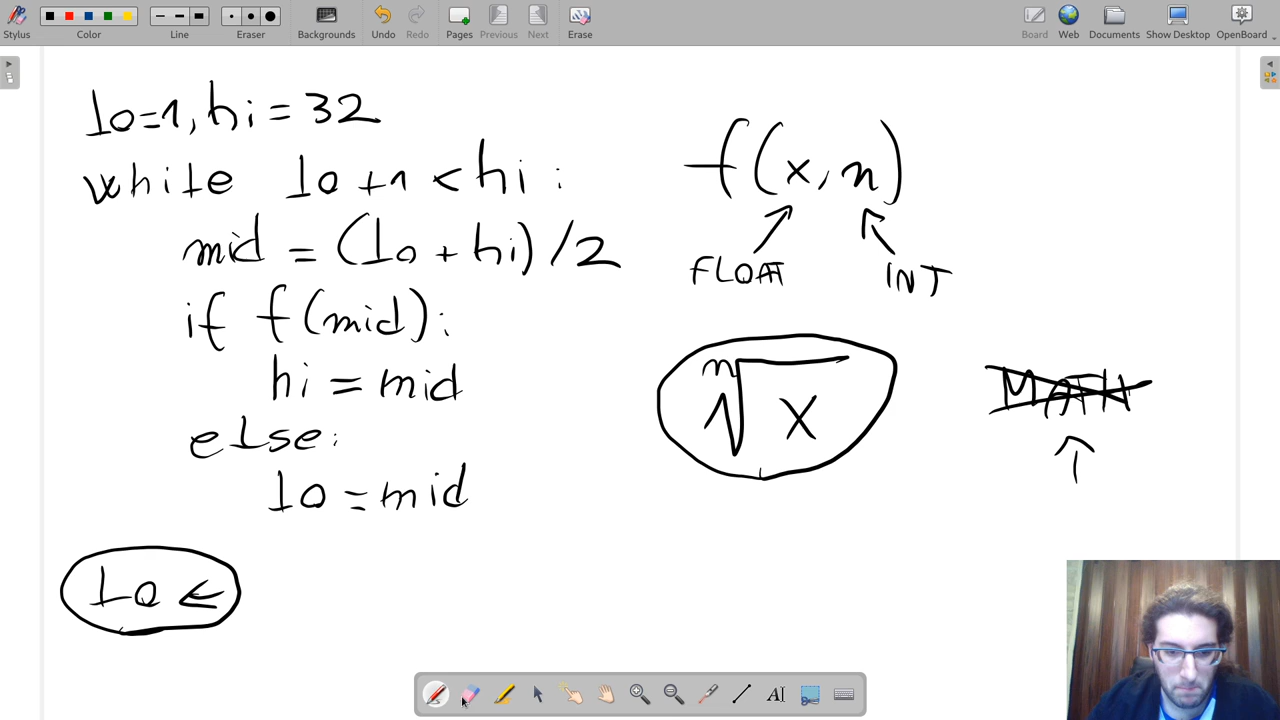 Stylus Color Line Eraser Backgrounds Undo Redo Pages Previous Next Erase Board Web Documents Show Desktop OpenBoard
lo=1, hi = 32
while lo+1 < hi :
mid = (lo + hi) /2
if f(mid) :
hi = mid
else :
lo = mid
lo ←
f(x, n)
FLOAT INT
n√x
MATH
AI